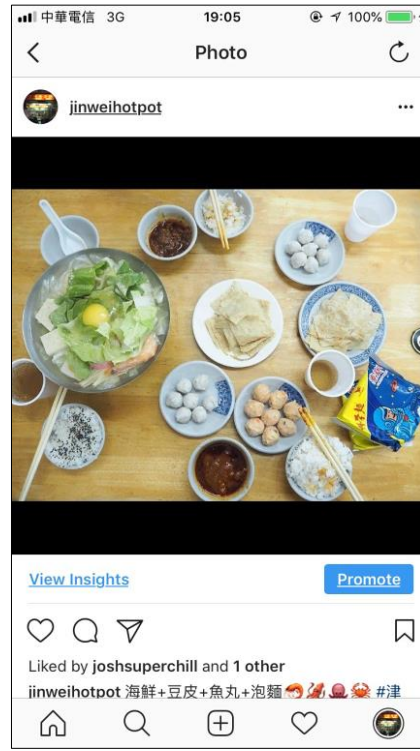 中華電信 3G 19:05 100%
Photo
jinweihotpot
View Insights Promote
Liked by joshsuperchill and 1 other
jinweihotpot 海鮮+豆皮+魚丸+泡麵🦐🦑🐙🦀 #津